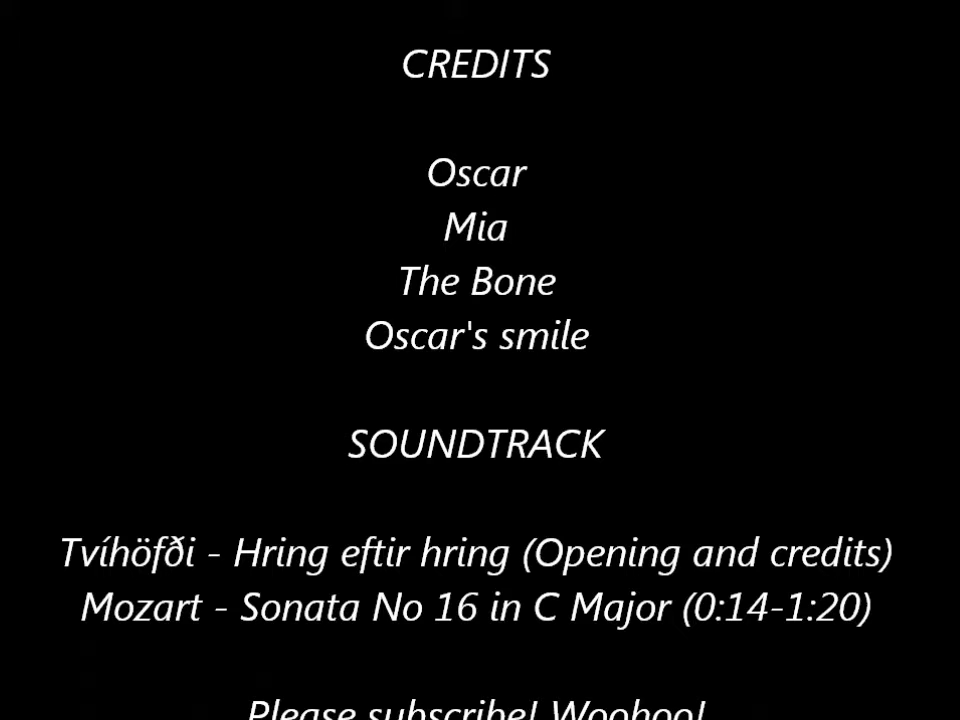 CREDITS
Oscar
Mia
The Bone
Oscar's smile
SOUNDTRACK
Tvíhöfði - Hring eftir hring (Opening and credits)
Mozart - Sonata No 16 in C Major (0:14-1:20)
Please subscribe! Woohoo!